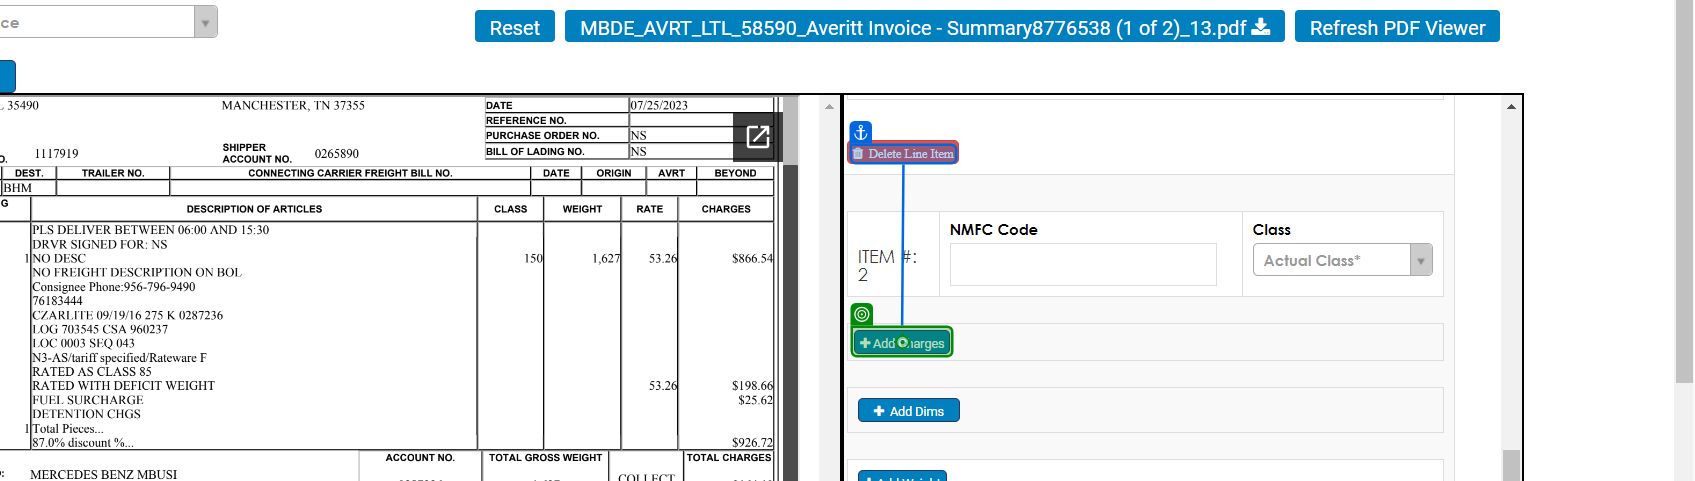 ce
Reset
MBDE_AVRT_LTL_58590_Averitt Invoice - Summary8776538 (1 of 2)_13.pdf
Refresh PDF Viewer
35490 MANCHESTER, TN 37355
DATE 07/25/2023
REFERENCE NO.
PURCHASE ORDER NO. NS
BILL OF LADING NO. NS
O. 1117919 SHIPPER ACCOUNT NO. 0265890
DEST. TRAILER NO. CONNECTING CARRIER FREIGHT BILL NO. DATE ORIGIN AVRT BEYOND
BHM
G DESCRIPTION OF ARTICLES CLASS WEIGHT RATE CHARGES
PLS DELIVER BETWEEN 06:00 AND 15:30
DRVR SIGNED FOR: NS
1 NO DESC 150 1,627 53.26 $866.54
NO FREIGHT DESCRIPTION ON BOL
Consignee Phone:956-796-9490
76183444
CZARLITE 09/19/16 275 K 0287236
LOG 703545 CSA 960237
LOC 0003 SEQ 043
N3-AS/tariff specified/Rateware F
RATED AS CLASS 85
RATED WITH DEFICIT WEIGHT 53.26 $198.66
FUEL SURCHARGE $25.62
DETENTION CHGS
1 Total Pieces...
87.0% discount %... $926.72
ACCOUNT NO. TOTAL GROSS WEIGHT TOTAL CHARGES
MERCEDES BENZ MBUSI COLLECT
Delete Line Item
ITEM #: 2
NMFC Code
Class
Actual Class*
Add arges
Add Dims
Add Weight